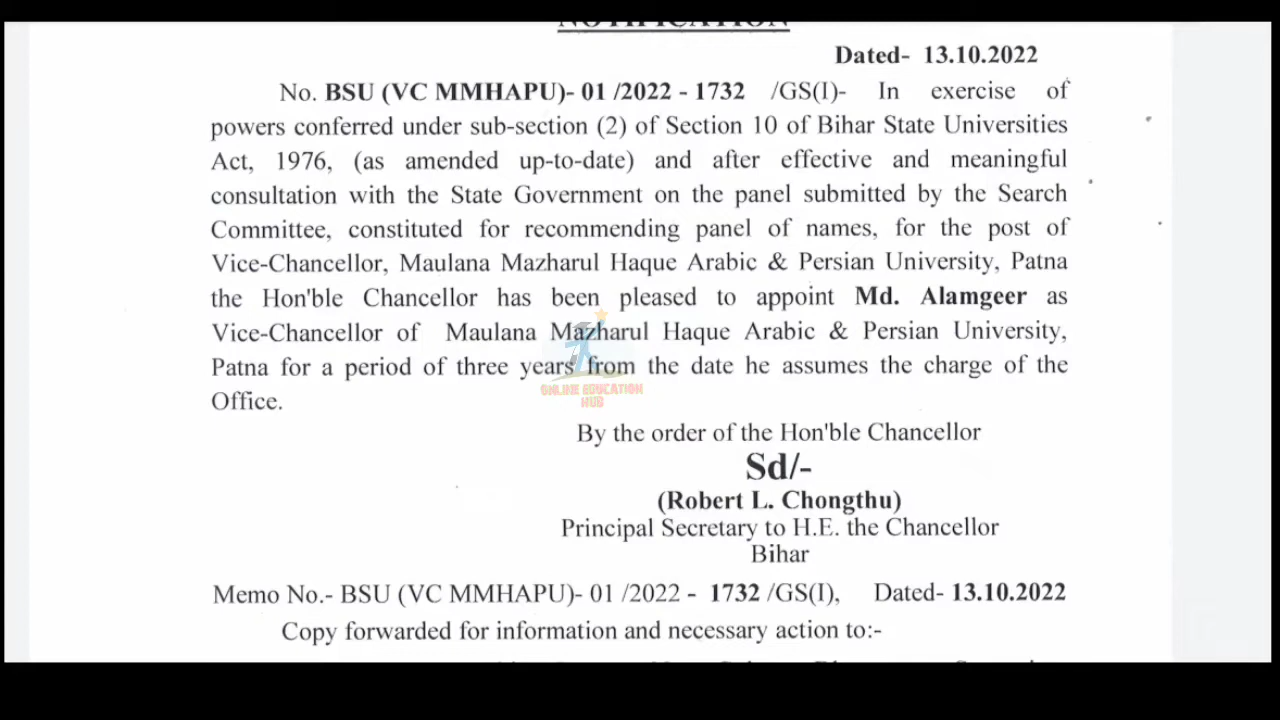 NOTIFICATION
Dated- 13.10.2022
No. BSU (VC MMHAPU)- 01 /2022 - 1732 /GS(I)- In exercise of
powers conferred under sub-section (2) of Section 10 of Bihar State Universities
Act, 1976, (as amended up-to-date) and after effective and meaningful
consultation with the State Government on the panel submitted by the Search
Committee, constituted for recommending panel of names, for the post of
Vice-Chancellor, Maulana Mazharul Haque Arabic & Persian University, Patna
the Hon'ble Chancellor has been pleased to appoint Md. Alamgeer as
Vice-Chancellor of Maulana Mazharul Haque Arabic & Persian University,
Patna for a period of three years from the date he assumes the charge of the
Office.
ONLINE EDUCATION
HUB
By the order of the Hon'ble Chancellor
Sd/-
(Robert L. Chongthu)
Principal Secretary to H.E. the Chancellor
Bihar
Memo No.- BSU (VC MMHAPU)- 01 /2022 - 1732 /GS(I), Dated- 13.10.2022
Copy forwarded for information and necessary action to:-